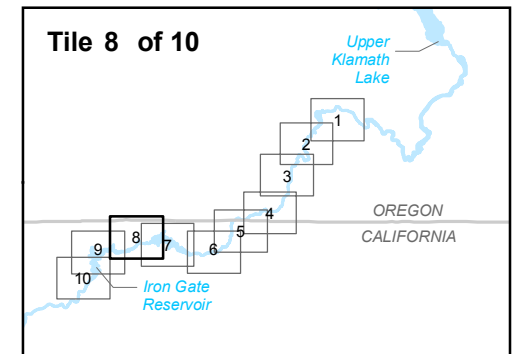 Tile 8 of 10
Upper
Klamath
Lake
1
2
3
4
OREGON
5
CALIFORNIA
8
7
6
9
10
Iron Gate
Reservoir